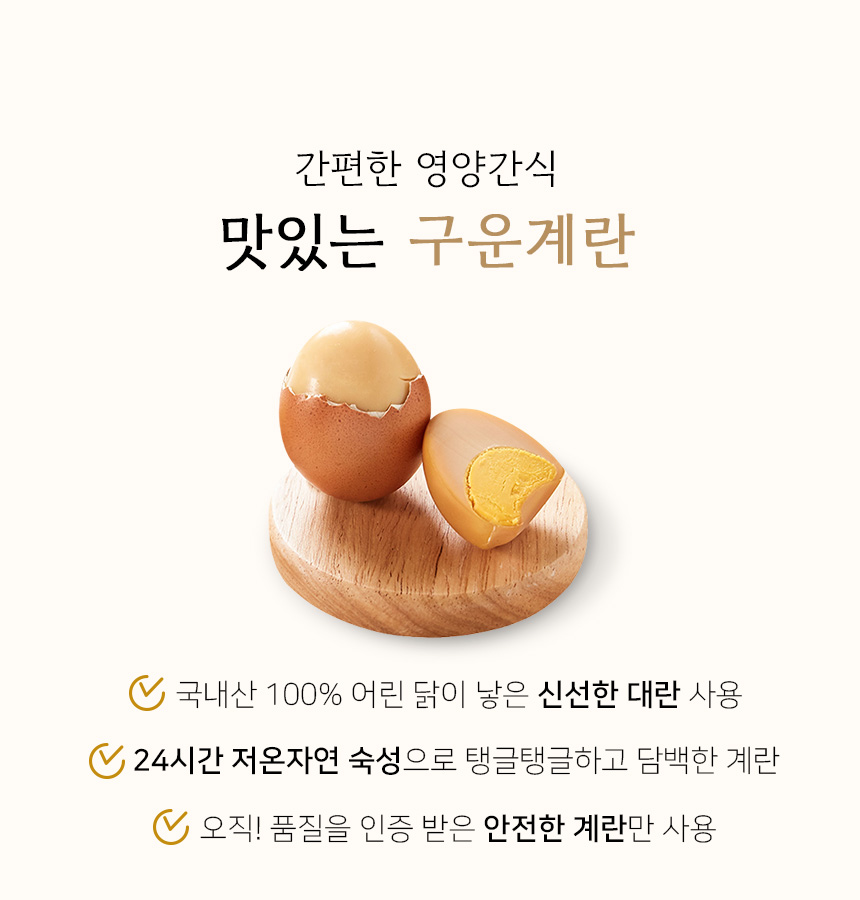 간편한 영양간식
맛있는 구운계란
국내산 100% 어린 닭이 낳은 신선한 대란 사용
24시간 저온자연 숙성으로 탱글탱글하고 담백한 계란
오직! 품질을 인증 받은 안전한 계란만 사용